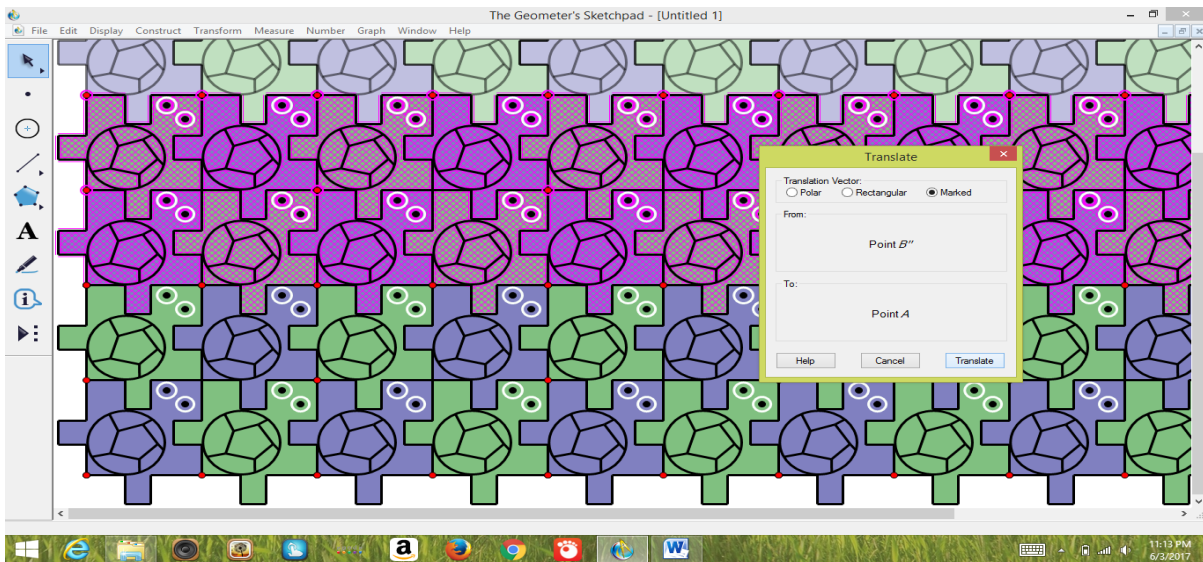 The Geometer's Sketchpad - [Untitled 1]
File Edit Display Construct Transform Measure Number Graph Window Help
A
Translate
Translation Vector:
Polar Rectangular Marked
From:
Point B″
To:
Point A
Help Cancel Translate
a W
11:13 PM
6/3/2017